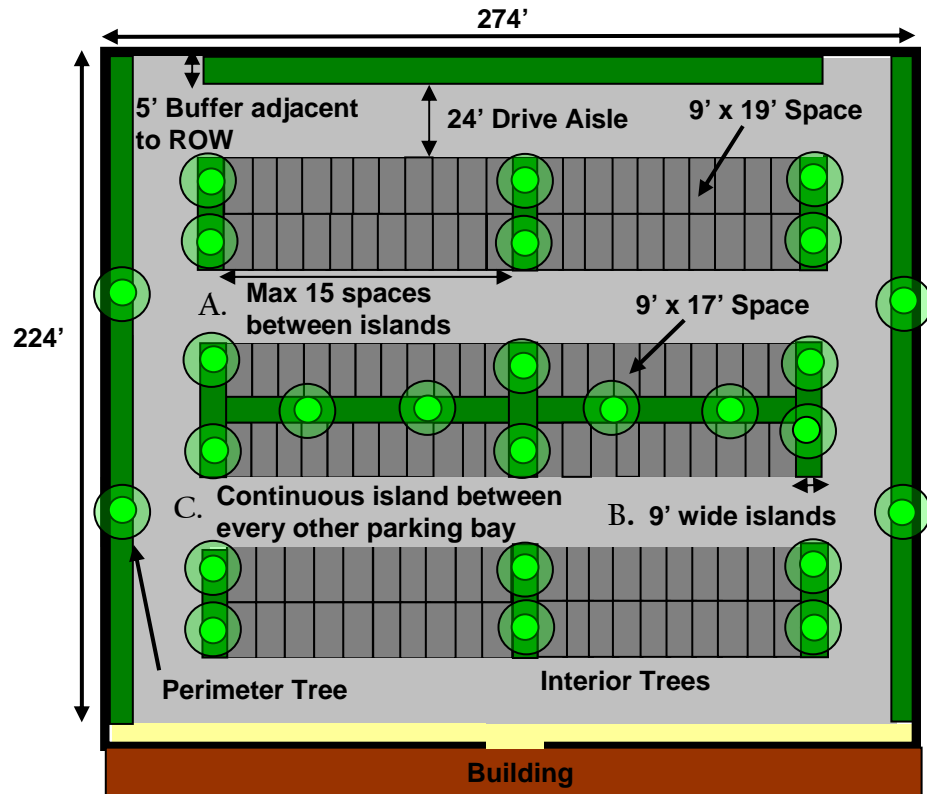 274’
5’ Buffer adjacent
to ROW
24’ Drive Aisle
9’ x 19’ Space
A. Max 15 spaces
between islands
9’ x 17’ Space
224’
C. Continuous island between
every other parking bay
B. 9’ wide islands
Perimeter Tree
Interior Trees
Building